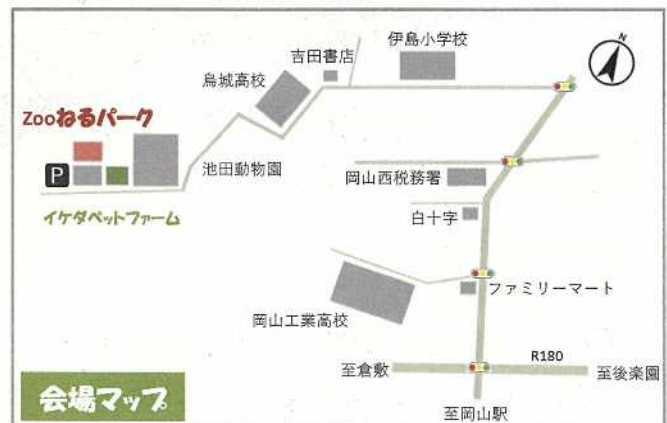 伊島小学校
吉田書店
N
烏城高校
Zooねるパーク
P
池田動物園
岡山西税務署
イケダペットファーム
白十字
ファミリーマート
岡山工業高校
R180
至倉敷
至後楽園
会場マップ
至岡山駅